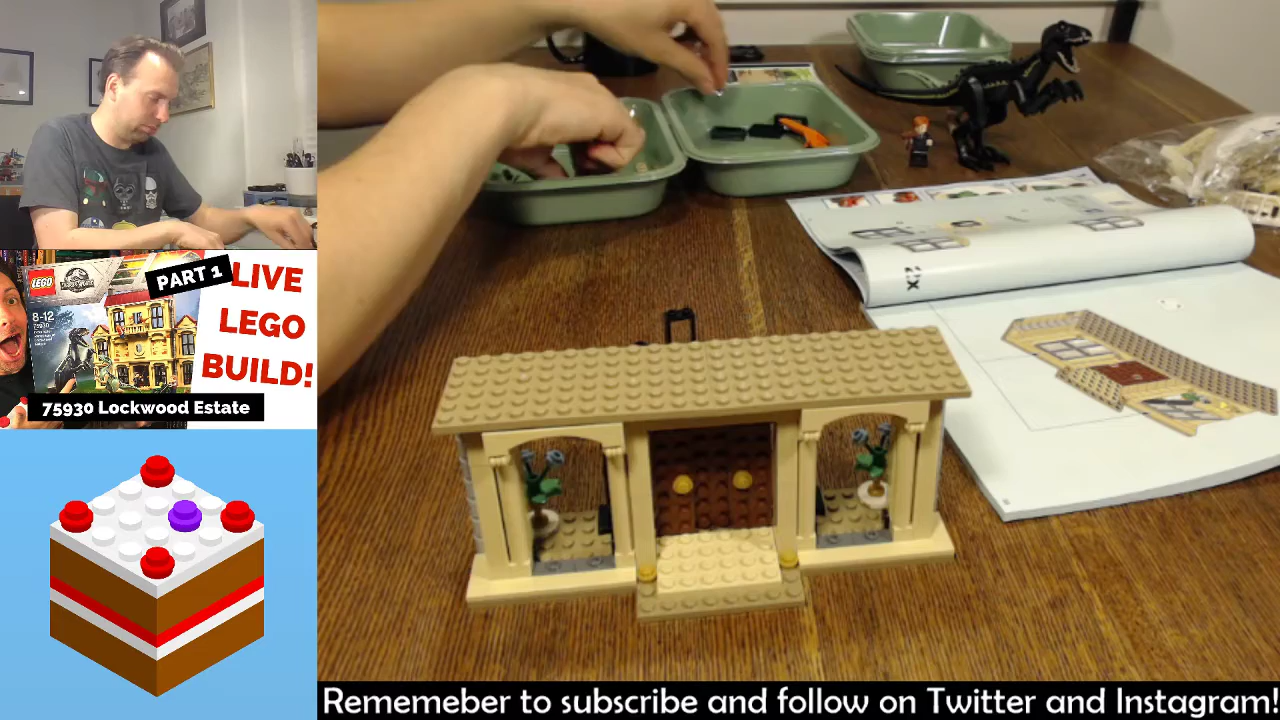 LEGO
PART 1
LIVE
LEGO
BUILD!
8-12
75930
75930 Lockwood Estate
2x
Rememeber to subscribe and follow on Twitter and Instagram!